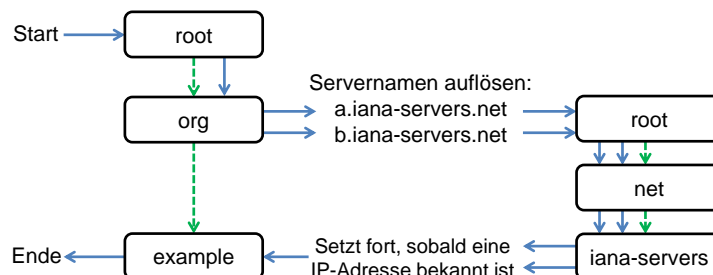 Start
root
Servernamen auflösen:
org
a.iana-servers.net
b.iana-servers.net
root
net
Ende
example
Setzt fort, sobald eine
IP-Adresse bekannt ist
iana-servers